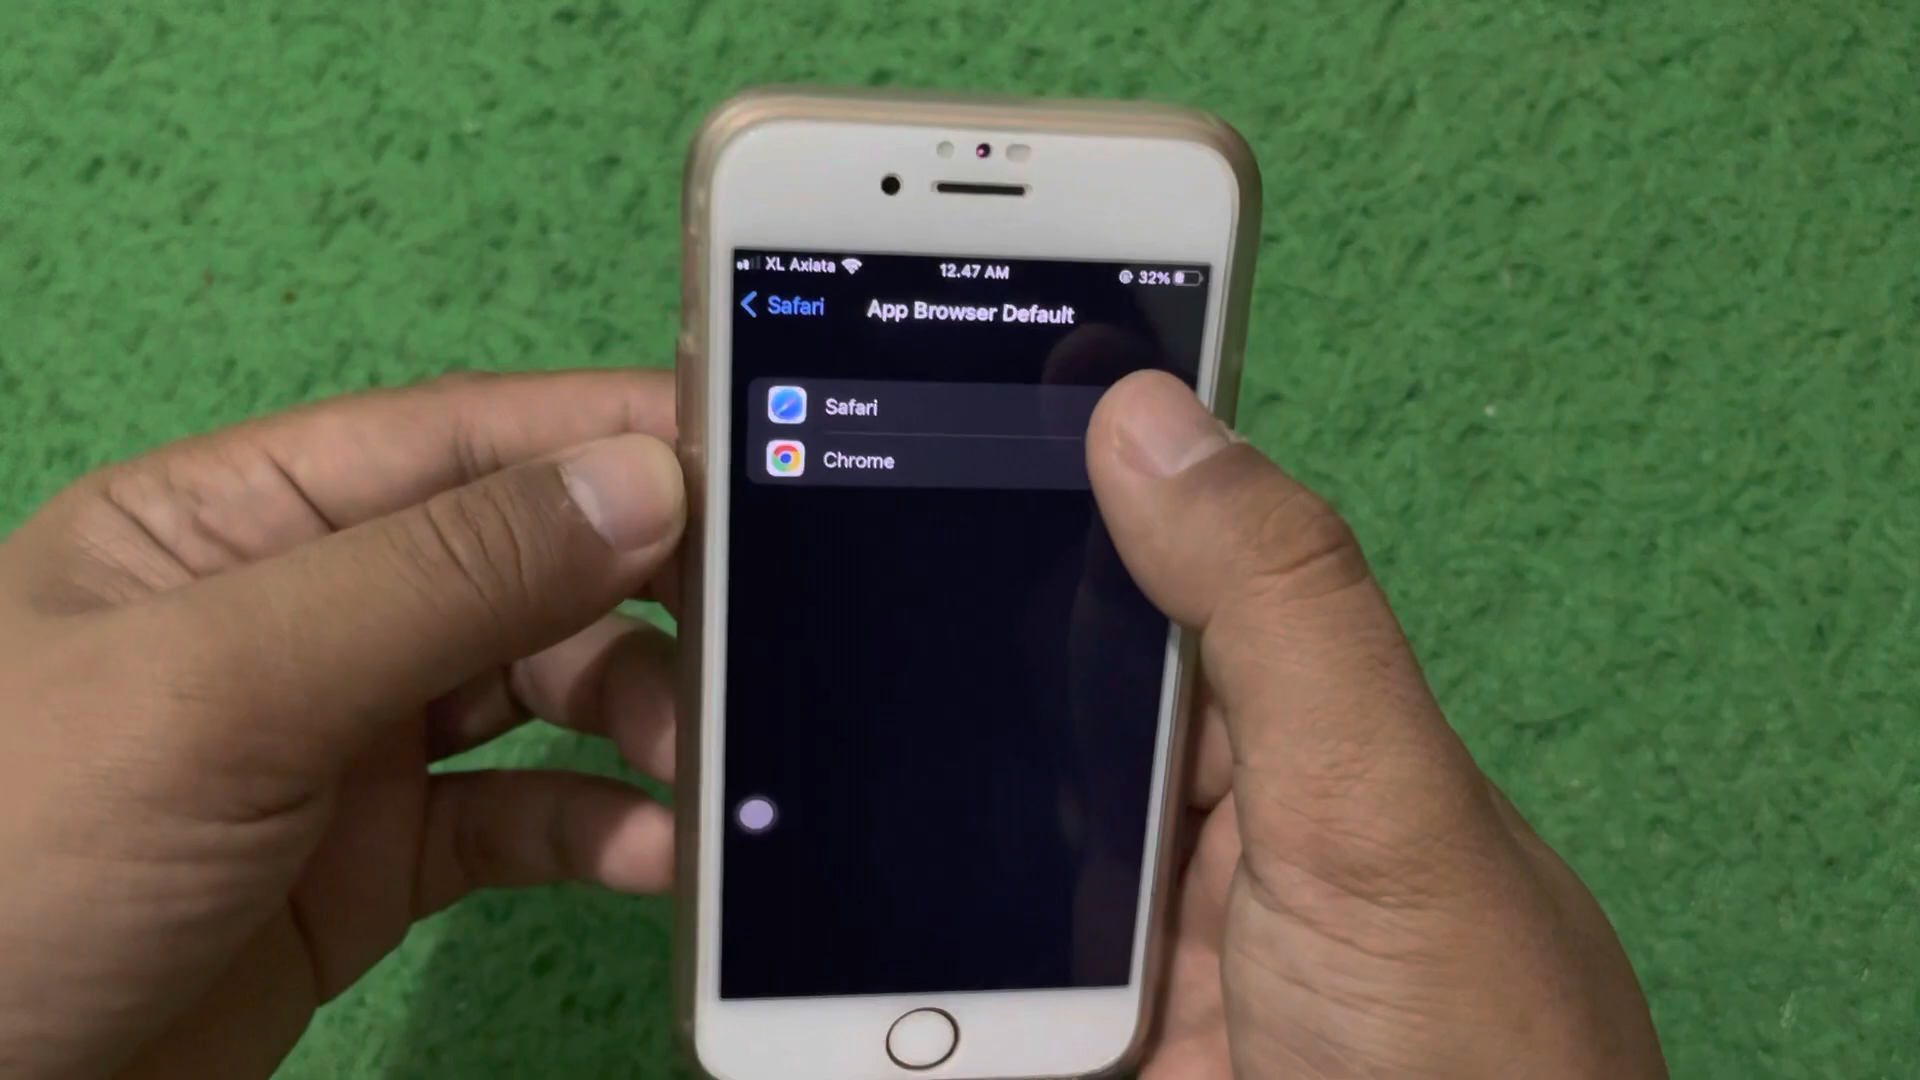 XL Axiata 12.47 AM 32%
Safari App Browser Default
Safari
Chrome